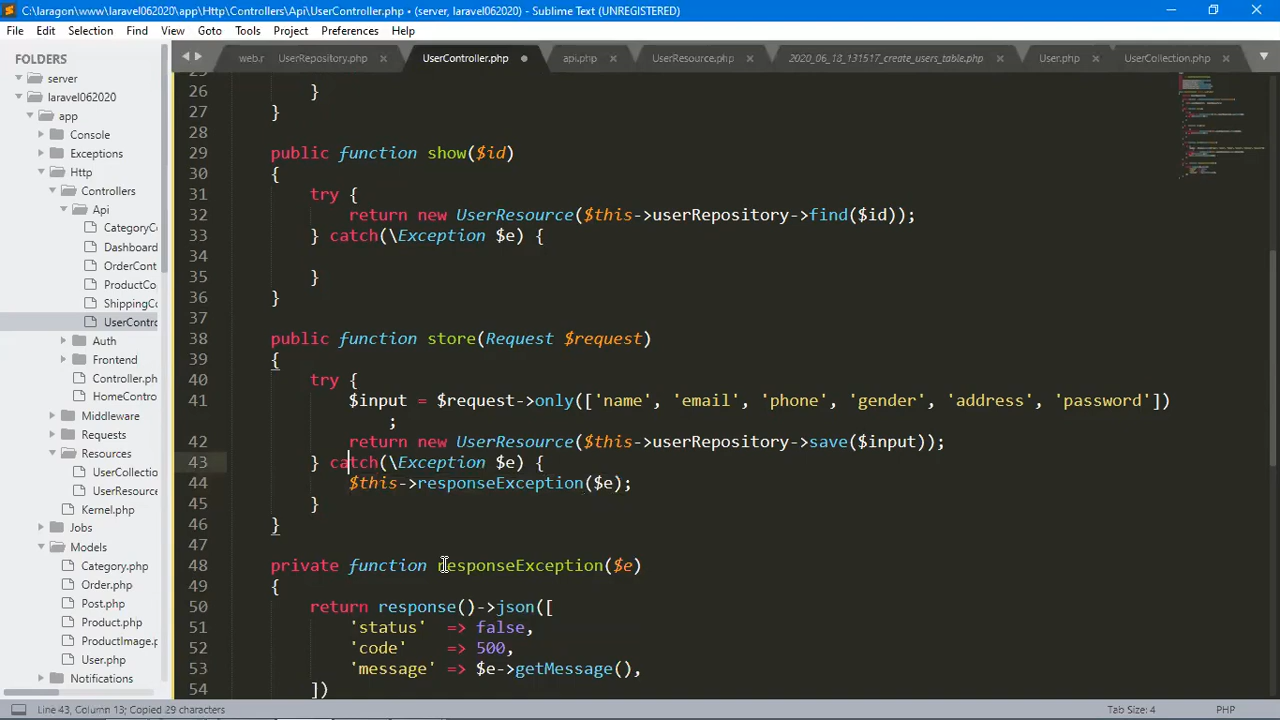 C:\laragon\www\laravel062020\app\Http\Controllers\Api\UserController.php • (server, laravel062020) - Sublime Text (UNREGISTERED)
File Edit Selection Find View Goto Tools Project Preferences Help
FOLDERS
server
laravel062020
app
Console
Exceptions
Http
Controllers
Api
CategoryC
Dashboard
OrderCont
ProductCo
ShippingCo
UserContro
Auth
Frontend
Controller.ph
HomeContro
Middleware
Requests
Resources
UserCollectio
UserResource
Kernel.php
Jobs
Models
Category.php
Order.php
Post.php
Product.php
ProductImage.p
User.php
Notifications
web.r UserRepository.php UserController.php api.php UserResource.php 2020_06_18_131517_create_users_table.php User.php UserCollection.php
25
26 }
27 }
28
29 public function show($id)
30 {
31 try {
32 return new UserResource($this->userRepository->find($id));
33 } catch(\Exception $e) {
34
35 }
36 }
37
38 public function store(Request $request)
39 {
40 try {
41 $input = $request->only(['name', 'email', 'phone', 'gender', 'address', 'password'])
;
42 return new UserResource($this->userRepository->save($input));
43 } catch(\Exception $e) {
44 $this->responseException($e);
45 }
46 }
47
48 private function responseException($e)
49 {
50 return response()->json([
51 'status' => false,
52 'code' => 500,
53 'message' => $e->getMessage(),
54 ])
Line 43, Column 13; Copied 29 characters
Tab Size: 4
PHP